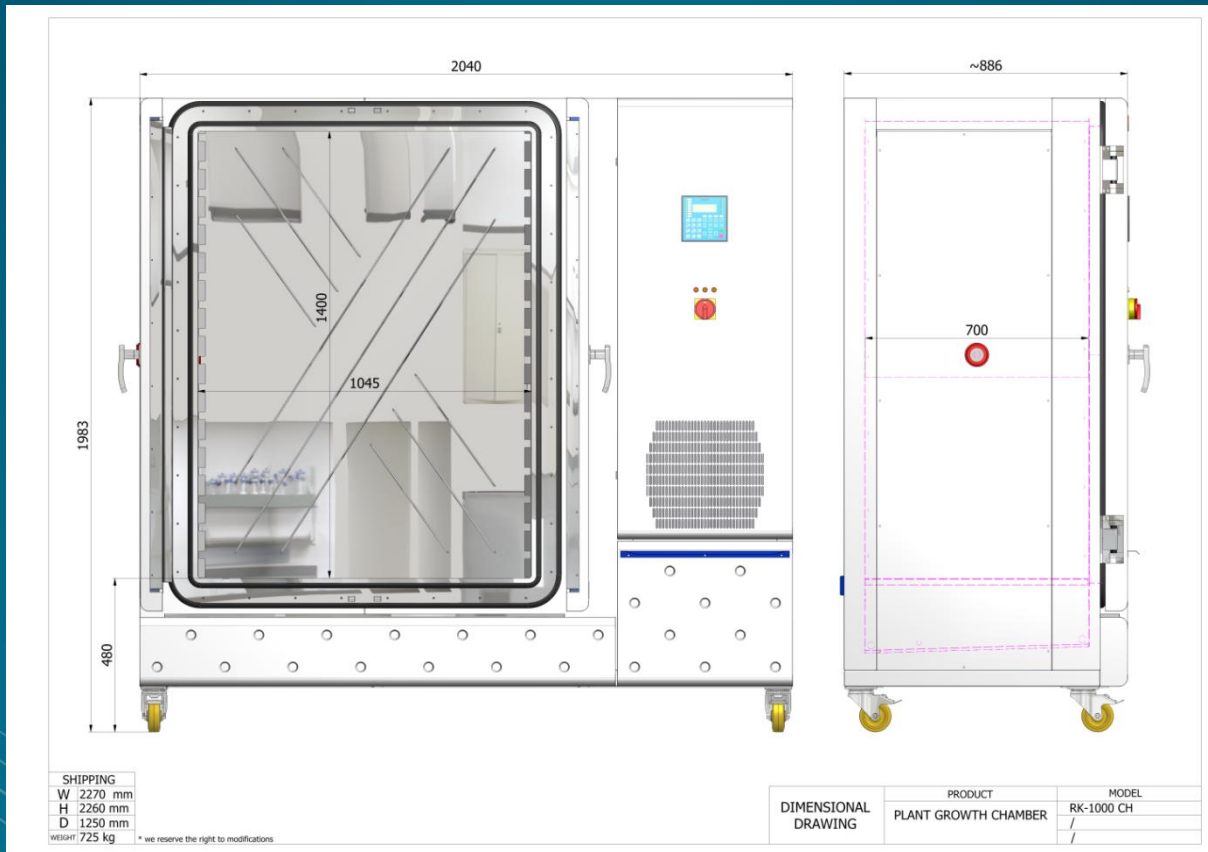 2040
~886
1400
700
1045
1983
480
SHIPPING
W 2270 mm
H 2260 mm
D 1250 mm
WEIGHT 725 kg
* we reserve the right to modifications
DIMENSIONAL
DRAWING
PRODUCT
PLANT GROWTH CHAMBER
MODEL
RK-1000 CH
/
/